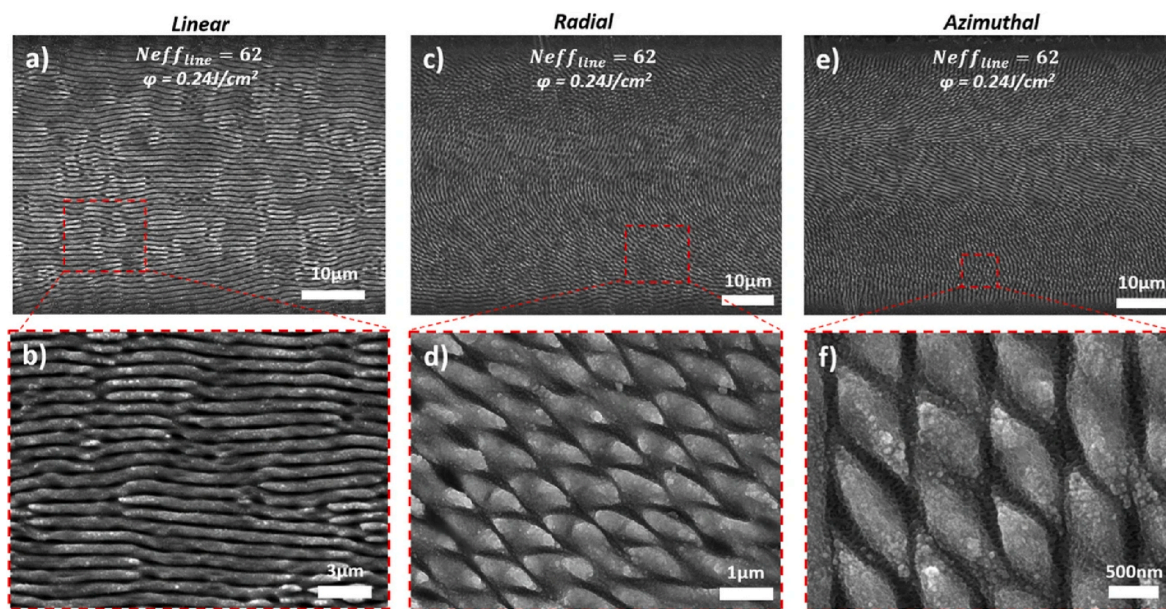 Linear
Radial
Azimuthal
a)
Neff_line = 62
φ = 0.24J/cm²
10μm
c)
Neff_line = 62
φ = 0.24J/cm²
10μm
e)
Neff_line = 62
φ = 0.24J/cm²
10μm
b)
3μm
d)
1μm
f)
500nm